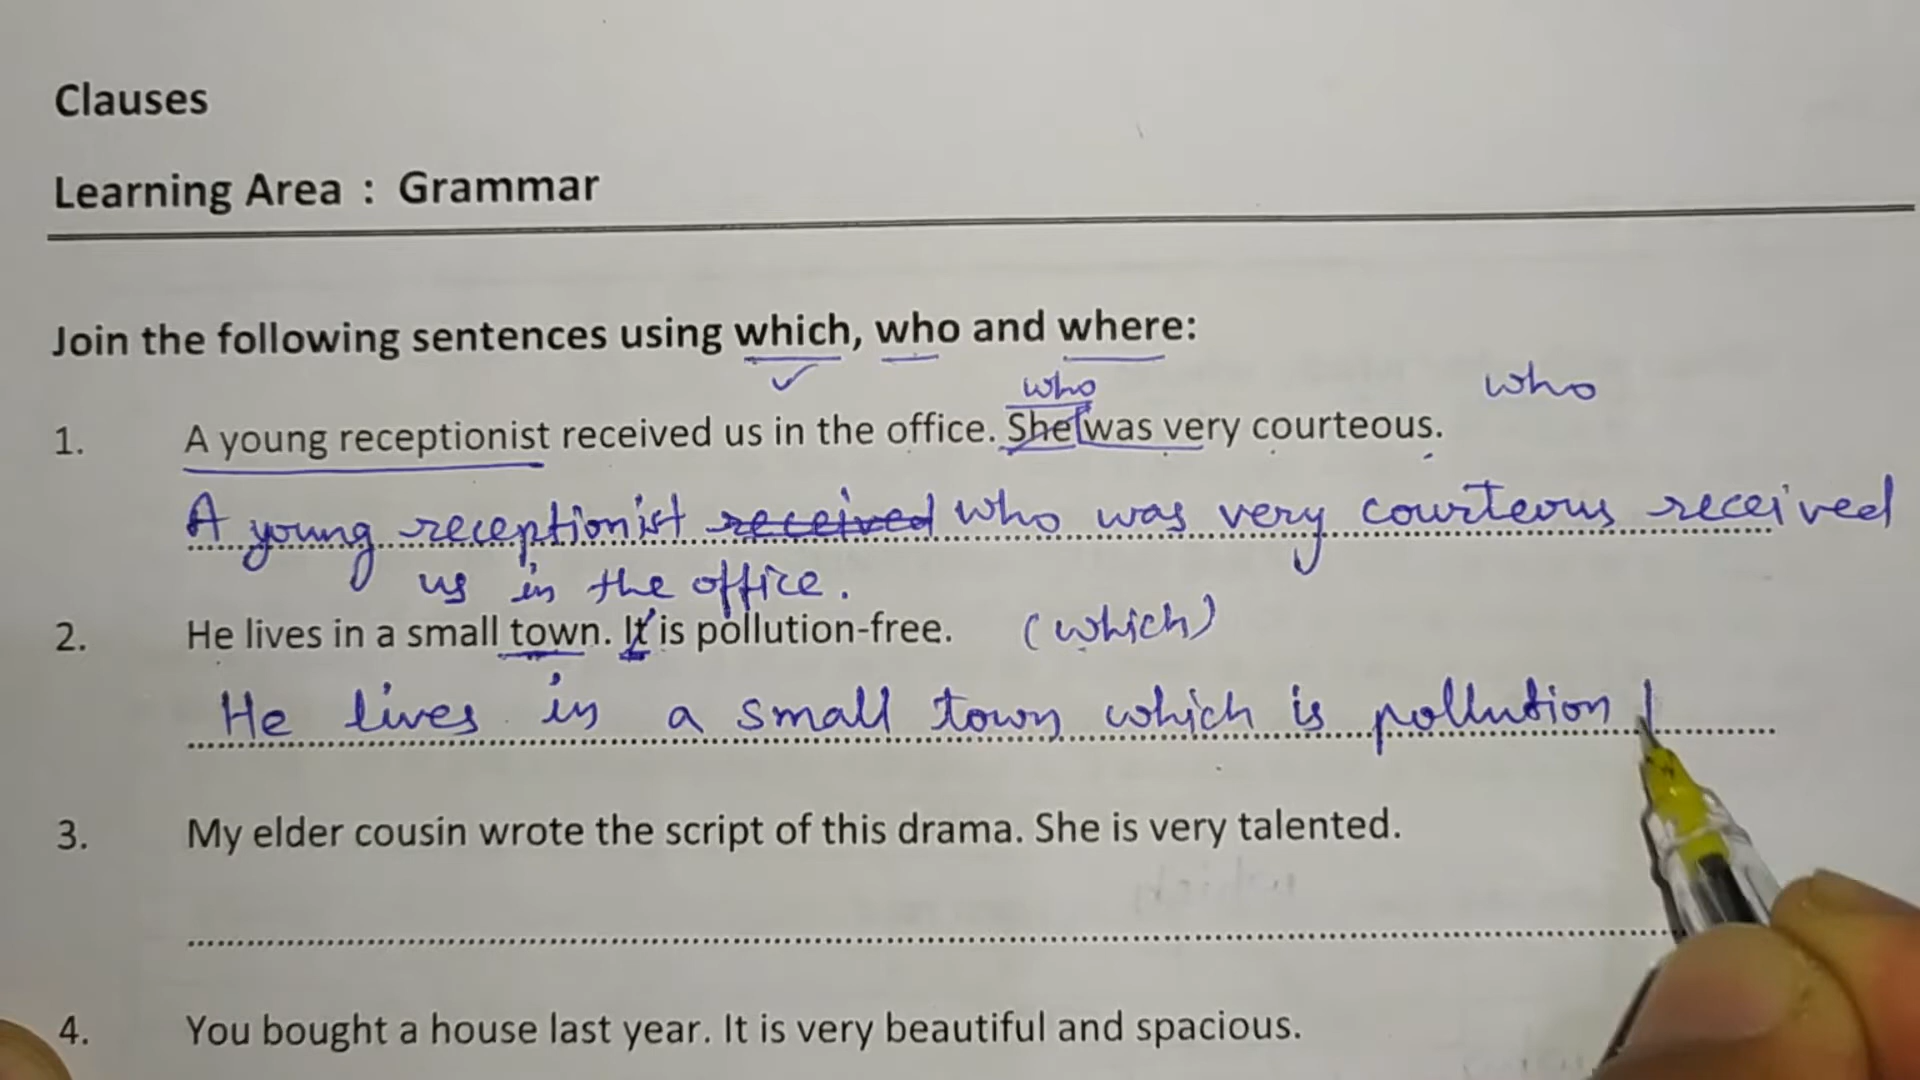 Clauses
Learning Area : Grammar
Join the following sentences using which, who and where:
who who
1. A young receptionist received us in the office. She was very courteous.
A young receptionist received who was very courteous received
us in the office.
2. He lives in a small town. It is pollution-free. (which)
He lives in a small town which is pollution
3. My elder cousin wrote the script of this drama. She is very talented.
4. You bought a house last year. It is very beautiful and spacious.